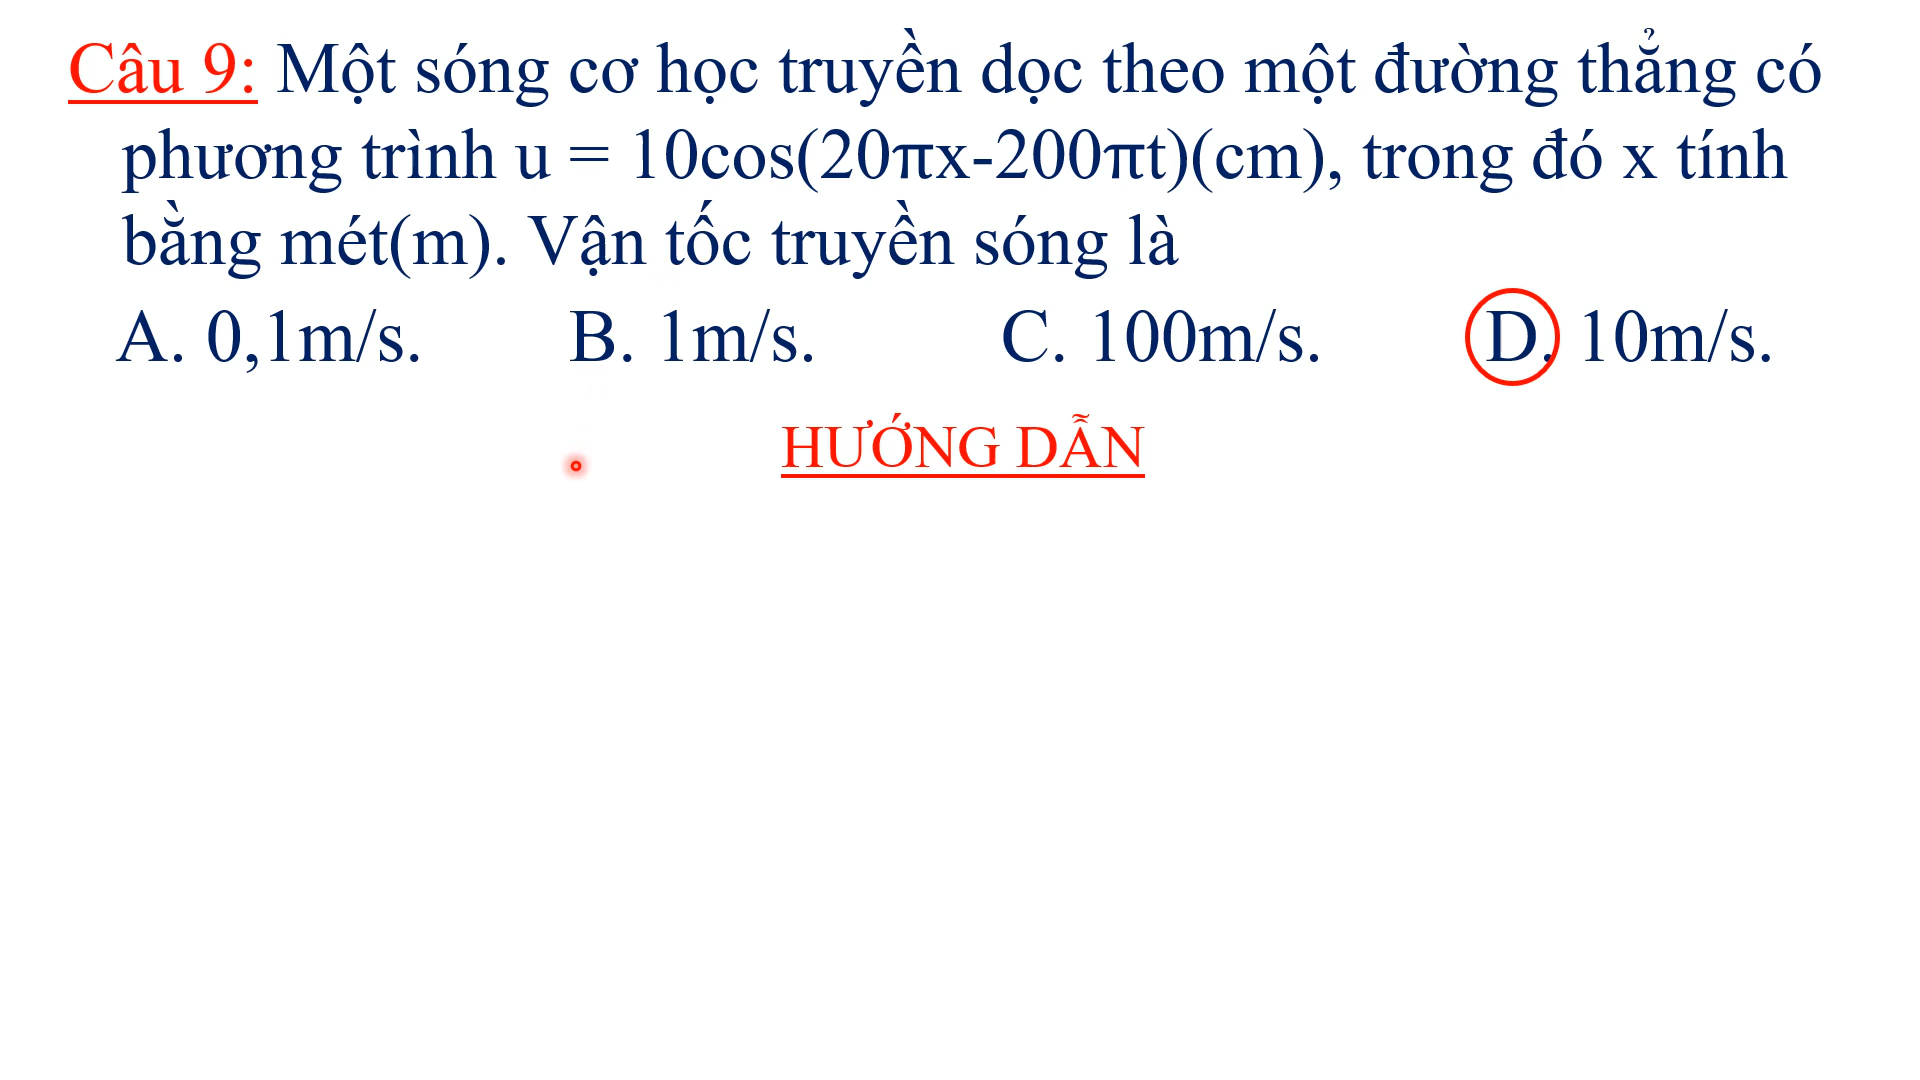 Câu 9: Một sóng cơ học truyền dọc theo một đường thẳng có
phương trình u = 10cos(20πx-200πt)(cm), trong đó x tính
bằng mét(m). Vận tốc truyền sóng là
A. 0,1m/s. B. 1m/s. C. 100m/s. D. 10m/s.
HƯỚNG DẪN